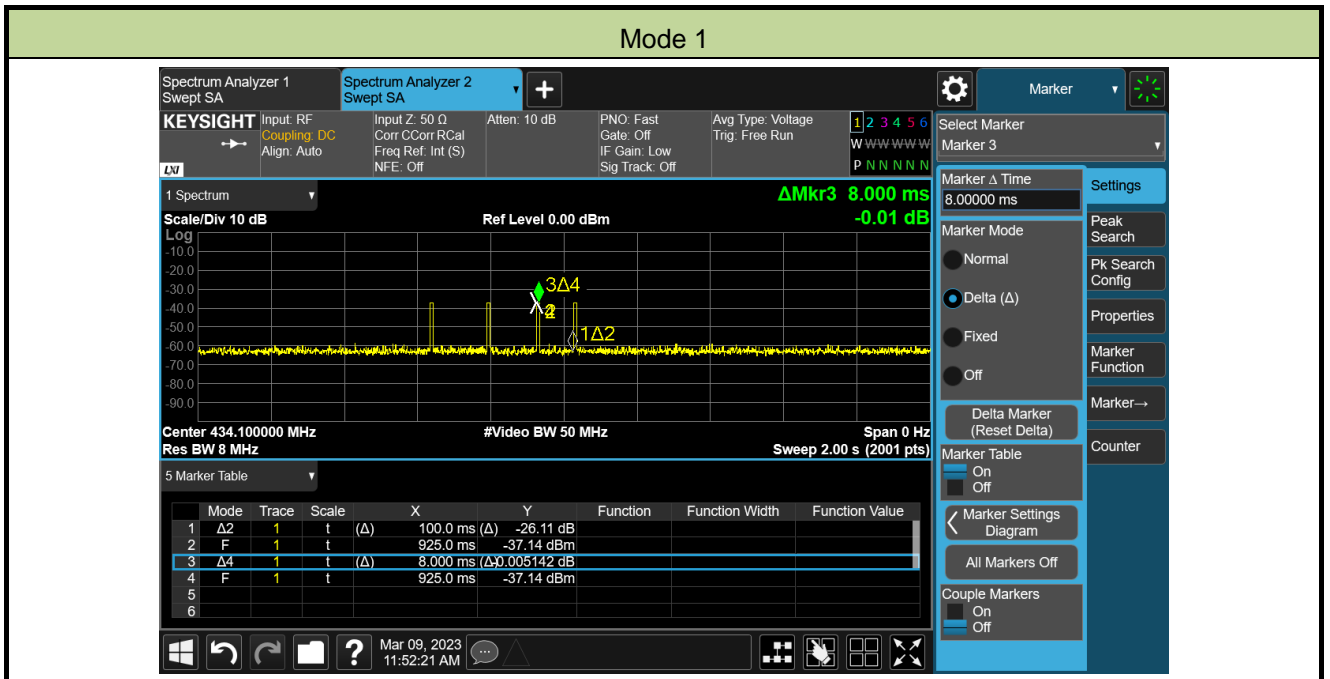 Mode 1
Spectrum Analyzer 1
Swept SA
Spectrum Analyzer 2
Swept SA
Marker
KEYSIGHT
LXI
Input: RF
Coupling: DC
Align: Auto
Input Z: 50 Ω
Corr CCorr RCal
Freq Ref: Int (S)
NFE: Off
Atten: 10 dB
PNO: Fast
Gate: Off
IF Gain: Low
Sig Track: Off
Avg Type: Voltage
Trig: Free Run
1 2 3 4 5 6
W W W W W W
P N N N N N
Select Marker
Marker 3
1 Spectrum
ΔMkr3 8.000 ms
-0.01 dB
Scale/Div 10 dB
Ref Level 0.00 dBm
Log
-10.0
-20.0
-30.0
-40.0
-50.0
-60.0
-70.0
-80.0
-90.0
3Δ4
1Δ2
Center 434.100000 MHz
#Video BW 50 MHz
Span 0 Hz
Res BW 8 MHz
Sweep 2.00 s (2001 pts)
5 Marker Table
Mode Trace Scale X Y Function Function Width Function Value
1 Δ2 1 t (Δ) 100.0 ms (Δ) -26.11 dB
2 F 1 t 925.0 ms -37.14 dBm
3 Δ4 1 t (Δ) 8.000 ms (Δ) -0.005142 dB
4 F 1 t 925.0 ms -37.14 dBm
5
6
Mar 09, 2023
11:52:21 AM
Marker Δ Time
8.00000 ms
Marker Mode
Normal
Delta (Δ)
Fixed
Off
Delta Marker
(Reset Delta)
Marker Table
On
Off
Marker Settings
Diagram
All Markers Off
Couple Markers
On
Off
Settings
Peak
Search
Pk Search
Config
Properties
Marker
Function
Marker→
Counter